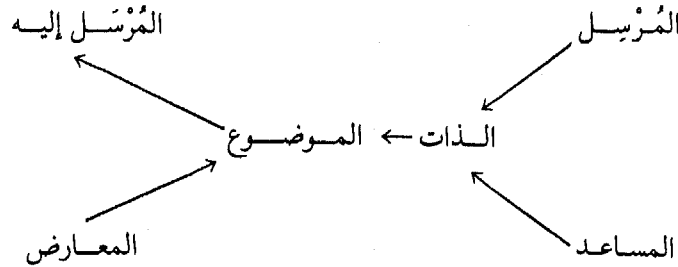 المُرْسِل المُرْسَل إليه
الذات ← الموضوع
المساعد المعارض